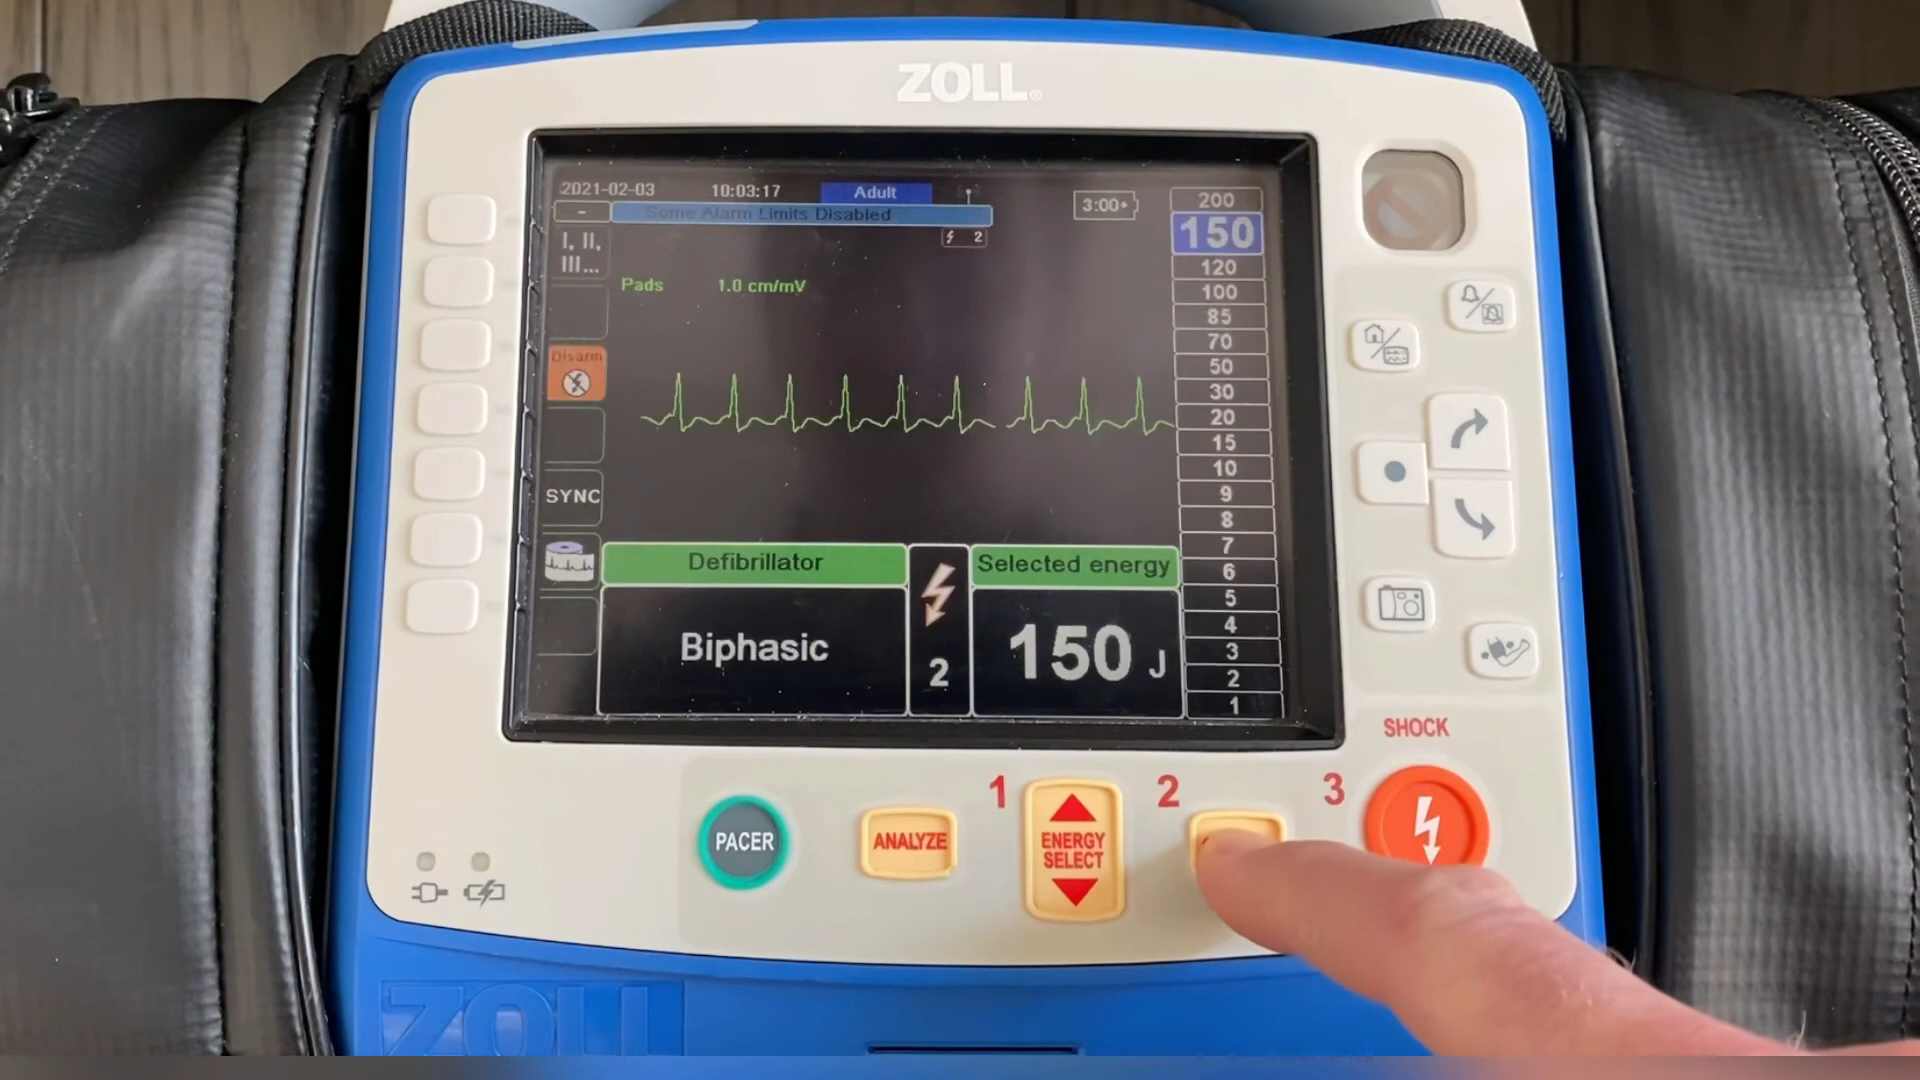 ZOLL®
2021-02-03 10:03:17 Adult 3:00+
- Some Alarm Limits Disabled
⚡ 2
I, II,
III...
Pads 1.0 cm/mV
Disarm
SYNC
200
150
120
100
85
70
50
30
20
15
10
9
8
7
6
5
4
3
2
1
Defibrillator
Biphasic
2
Selected energy
150 J
SHOCK
1 2 3
PACER
ANALYZE
ENERGY
SELECT
ZOLL